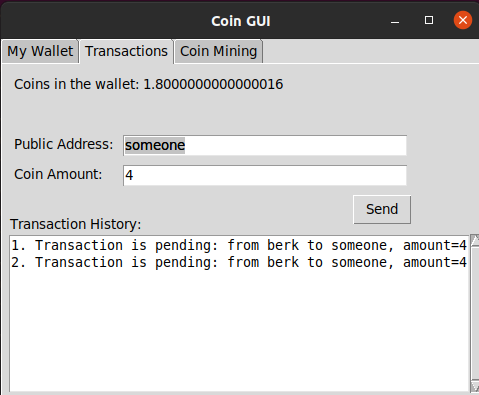 Coin GUI
My Wallet Transactions Coin Mining
Coins in the wallet: 1.8000000000000016
Public Address: someone
Coin Amount: 4
Send
Transaction History:
1. Transaction is pending: from berk to someone, amount=4
2. Transaction is pending: from berk to someone, amount=4